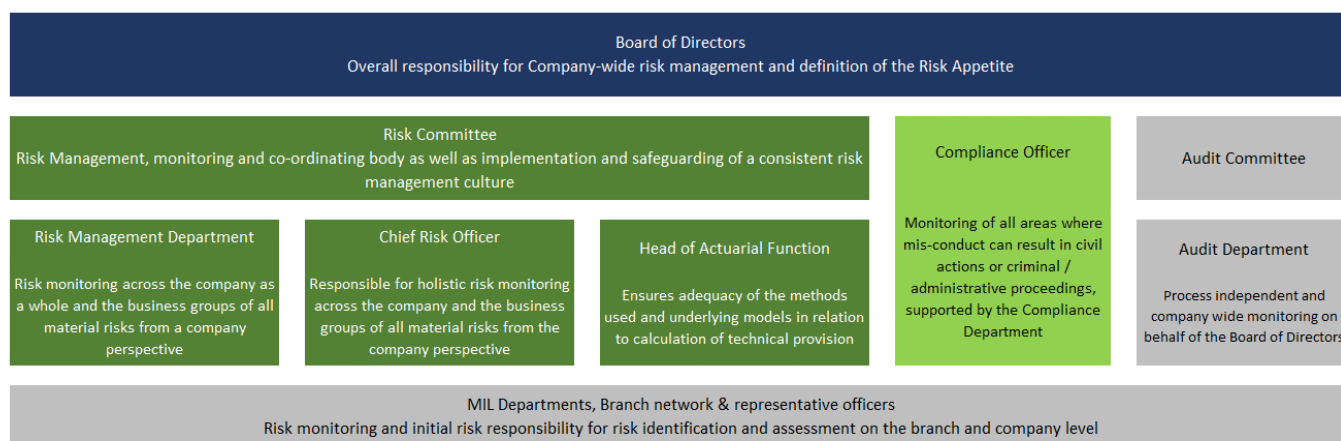 Board of Directors
Overall responsibility for Company-wide risk management and definition of the Risk Appetite
Risk Committee
Risk Management, monitoring and co-ordinating body as well as implementation and safeguarding of a consistent risk
management culture
Risk Management Department
Risk monitoring across the company as
a whole and the business groups of all
material risks from a company
perspective
Chief Risk Officer
Responsible for holistic risk monitoring
across the company and the business
groups of all material risks from the
company perspective
Head of Actuarial Function
Ensures adequacy of the methods
used and underlying models in relation
to calculation of technical provision
Compliance Officer
Monitoring of all areas where
mis-conduct can result in civil
actions or criminal /
administrative proceedings,
supported by the Compliance
Department
Audit Committee
Audit Department
Process independent and
company wide monitoring on
behalf of the Board of Directors
MIL Departments, Branch network & representative officers
Risk monitoring and initial risk responsibility for risk identification and assessment on the branch and company level